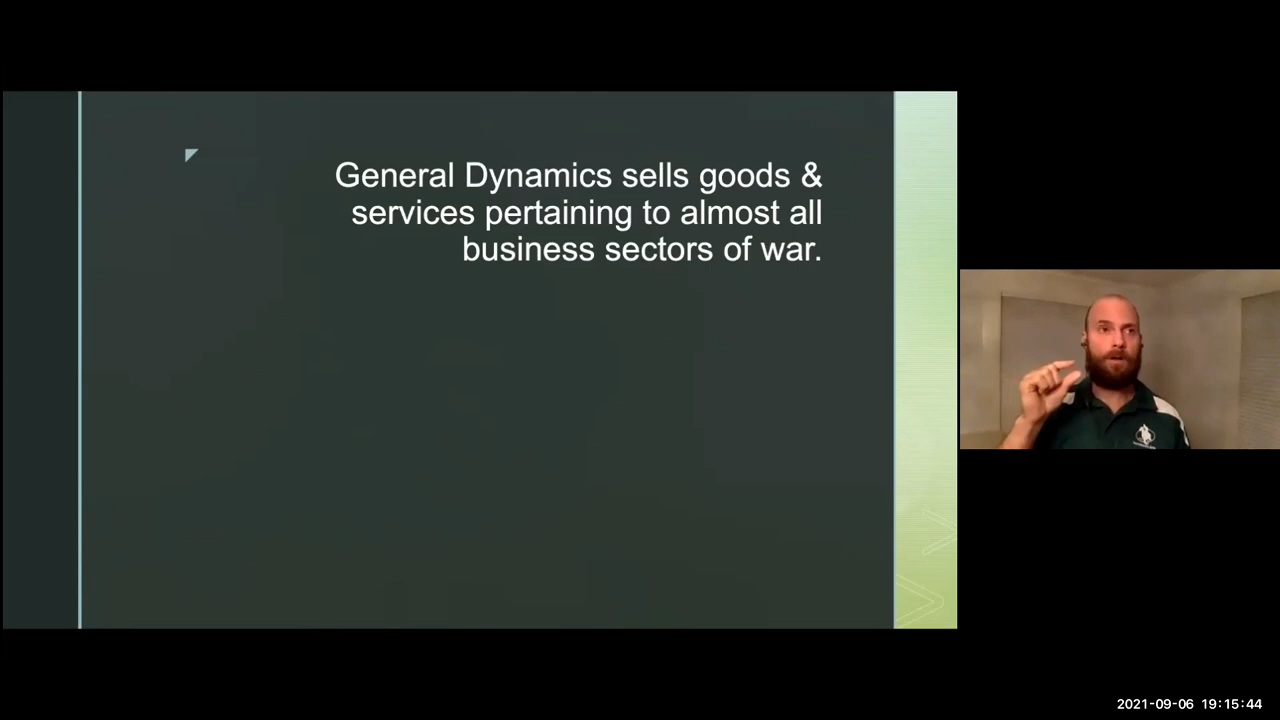 General Dynamics sells goods &
services pertaining to almost all
business sectors of war.
2021-09-06 19:15:44